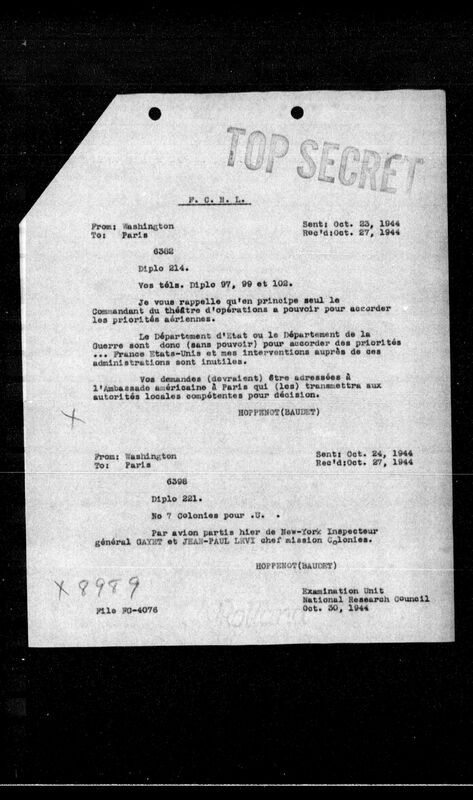 TOP SECRET
F. C. N. L.
From: Washington Sent: Oct. 23, 1944
To: Paris Rec'd:Oct. 27, 1944
6382
Diplo 214.
Vos téls. Diplo 97, 99 et 102.
Je vous rappelle qu'en principe seul le
Commandant du théâtre d'opérations a pouvoir pour accorder
les priorités aériennes.
Le Département d'Etat ou le Département de la
Guerre sont donc (sans pouvoir) pour accorder des priorités
... France Etats-Unis et mes interventions auprès de ces
administrations sont inutiles.
Vos demandes (devraient) être adressées à
l'Ambassade américaine à Paris qui (les) transmettra aux
autorités locales compétentes pour décision.
HOPPENOT(BAUDET)
X
From: Washington Sent: Oct. 24, 1944
To: Paris Rec'd:Oct. 27, 1944
6398
Diplo 221.
No 7 Colonies pour .U. .
Par avion partis hier de New-York Inspecteur
général GAYET et JEAN-PAUL LEVI chef mission Colonies.
HOPPENOT(BAUDET)
X 8989
Examination Unit
National Research Council
File FC-4076 Oct. 30, 1944